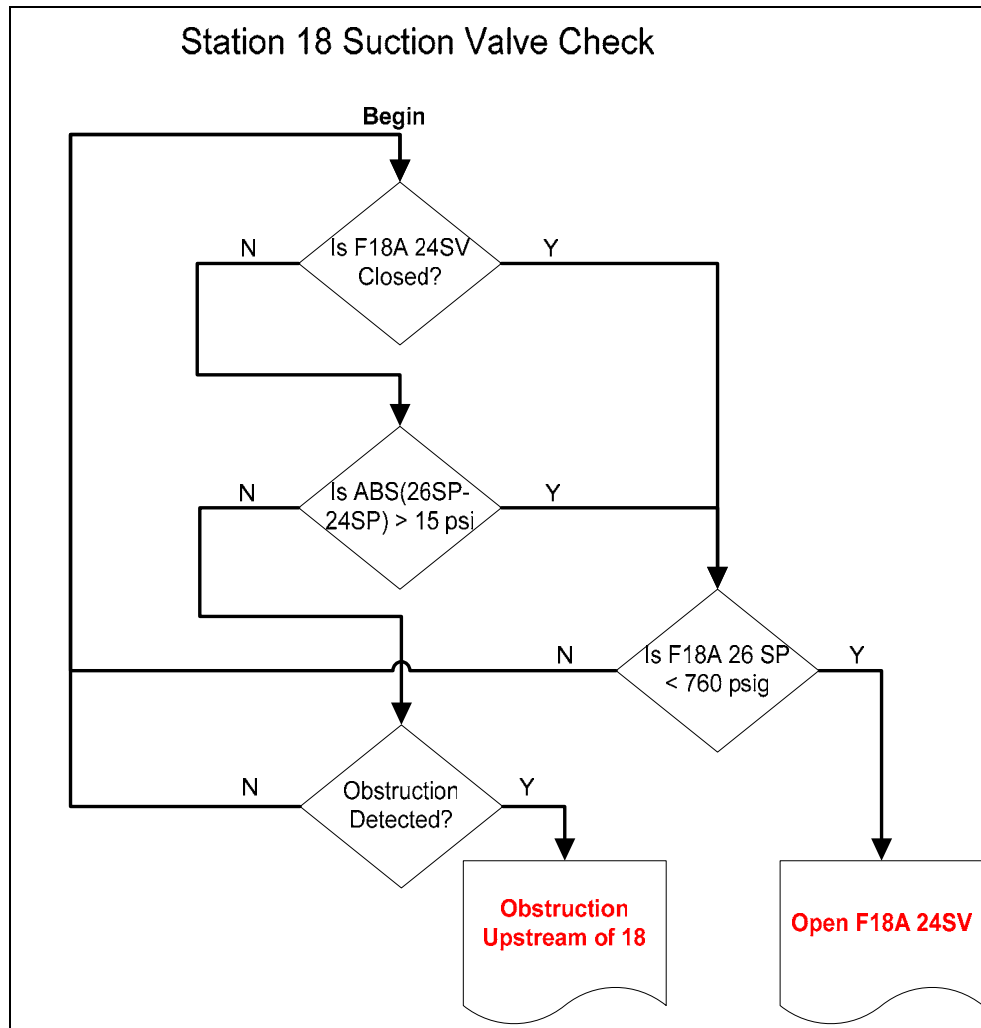 Station 18 Suction Valve Check
Begin
N
Is F18A 24SV
Closed?
Y
N
Is ABS(26SP-
24SP) > 15 psi
Y
N
Is F18A 26 SP
< 760 psig
Y
N
Obstruction
Detected?
Y
Obstruction
Upstream of 18
Open F18A 24SV